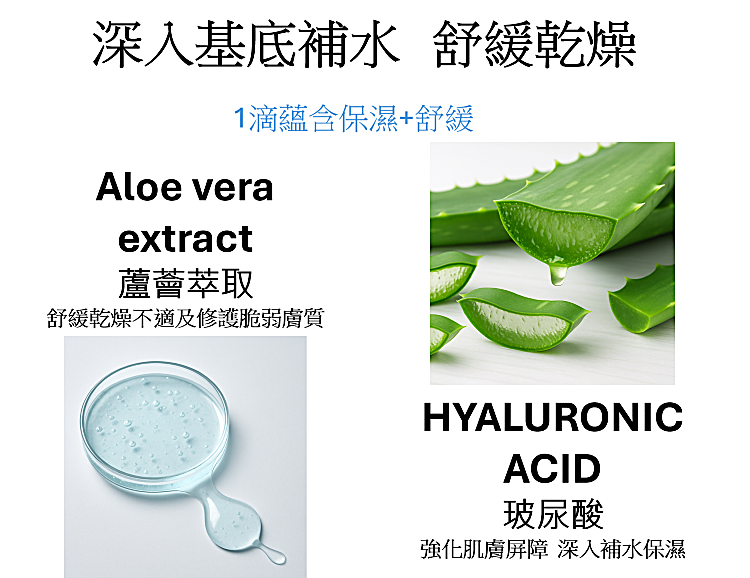 深入基底補水 舒緩乾燥
1滴蘊含保濕+舒緩
Aloe vera
extract
蘆薈萃取
舒緩乾燥不適及修護脆弱膚質
HYALURONIC
ACID
玻尿酸
強化肌膚屏障 深入補水保濕